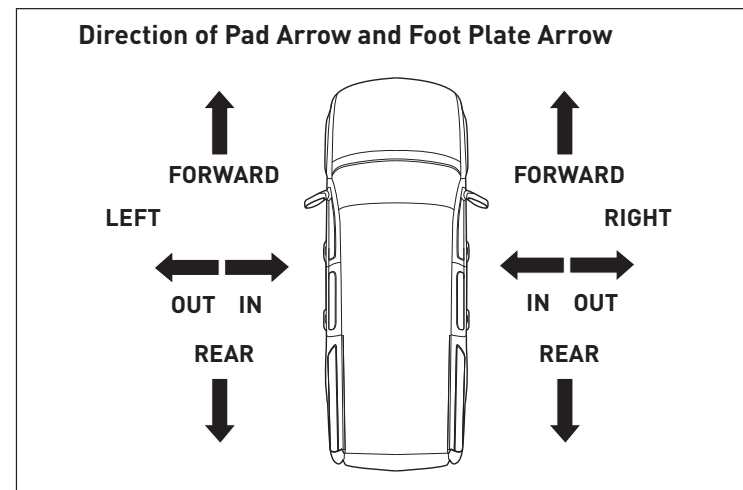 Direction of Pad Arrow and Foot Plate Arrow
FORWARD FORWARD
LEFT RIGHT
OUT IN IN OUT
REAR REAR